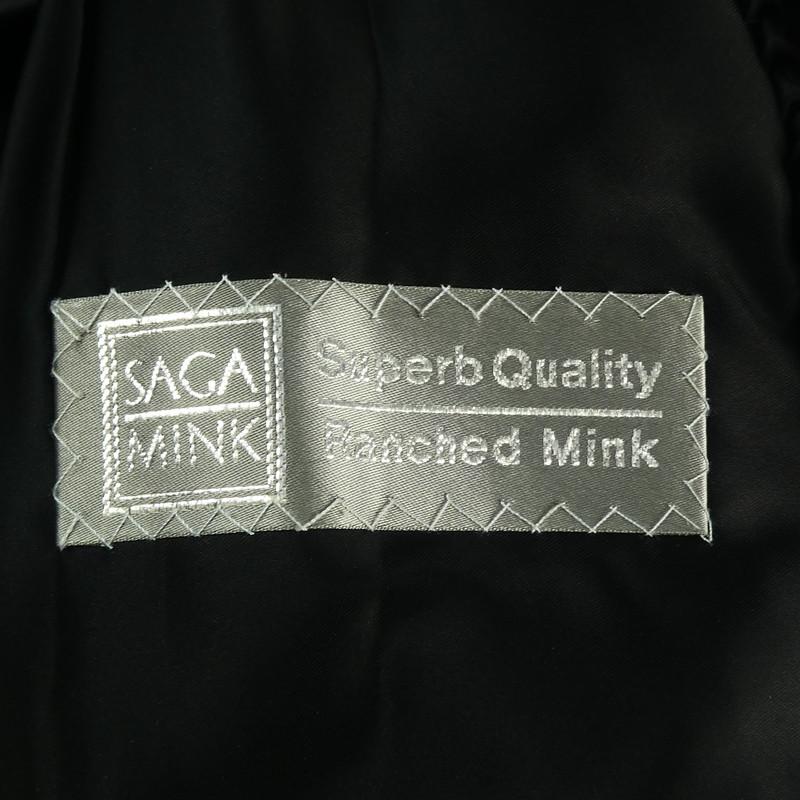 SAGA
MINK
Superb Quality
Ranched Mink